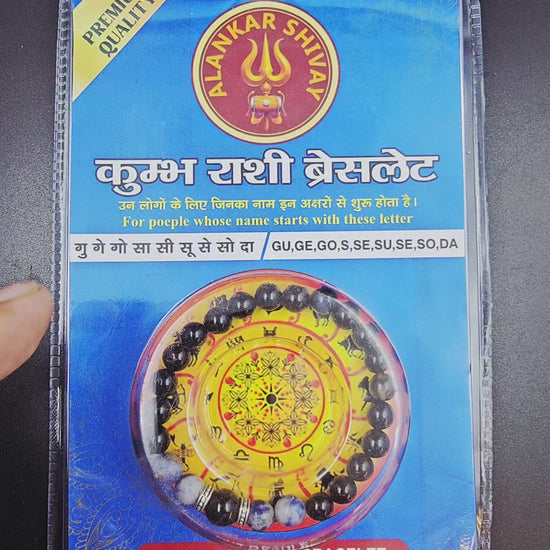 PREMIUM
QUALITY
ALANKAR SHIVAY
कुम्भ राशी ब्रेसलेट
उन लोगों के लिए जिनका नाम इन अक्षरों से शुरू होता है।
For poeple whose name starts with these letter
गु गे गो सा सी सू से सो दा / GU,GE,GO,S,SE,SU,SE,SO,DA